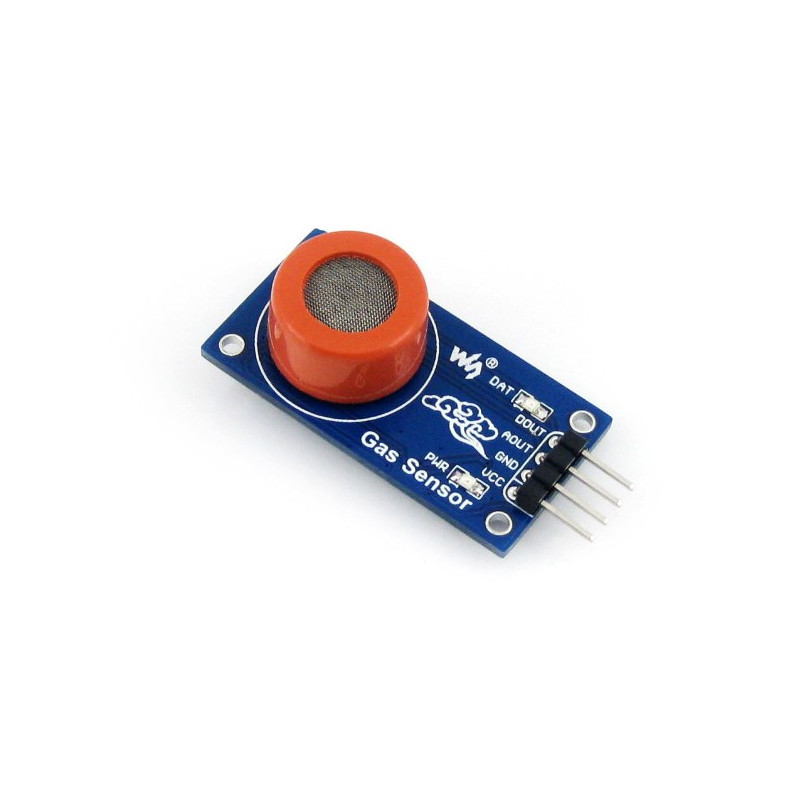 W ®
DAT
DOUT
AOUT
GND
VCC
PWR
Gas Sensor